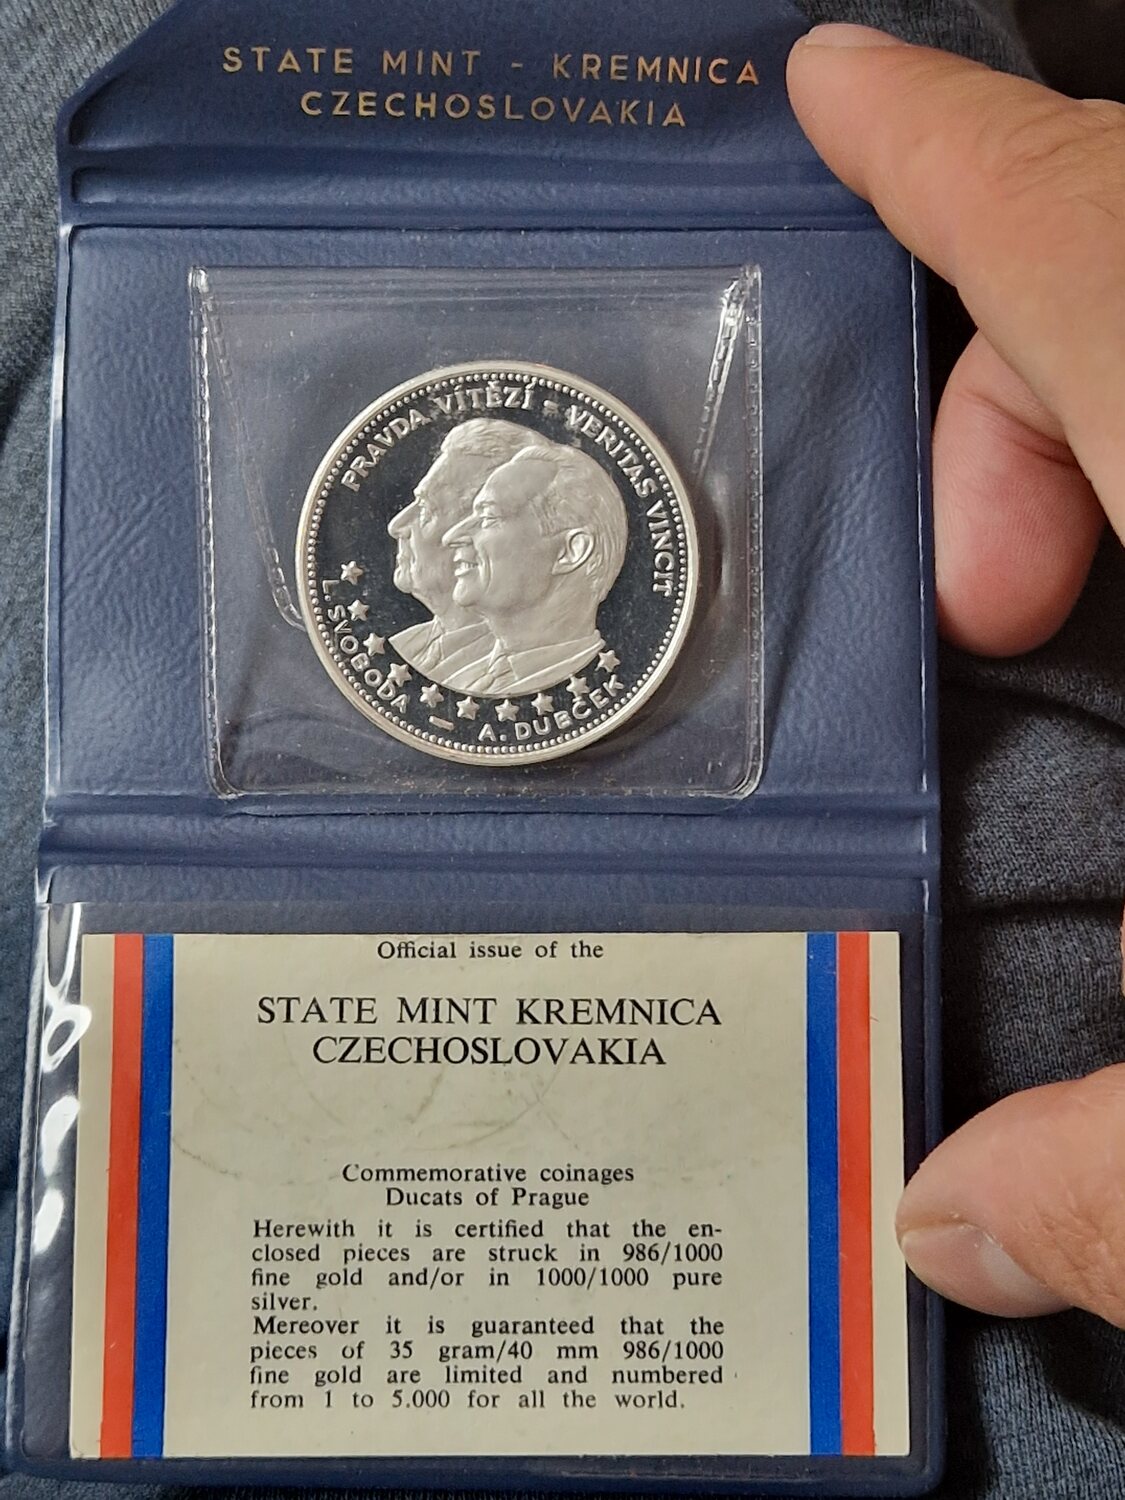 STATE MINT - KREMNICA
CZECHOSLOVAKIA
PRAVDA VÍTĚZÍ = VERITAS VINCIT
L. SVOBODA — A. DUBČEK
Official issue of the
STATE MINT KREMNICA
CZECHOSLOVAKIA
Commemorative coinages
Ducats of Prague
Herewith it is certified that the en-
closed pieces are struck in 986/1000
fine gold and/or in 1000/1000 pure
silver.
Mereover it is guaranteed that the
pieces of 35 gram/40 mm 986/1000
fine gold are limited and numbered
from 1 to 5.000 for all the world.